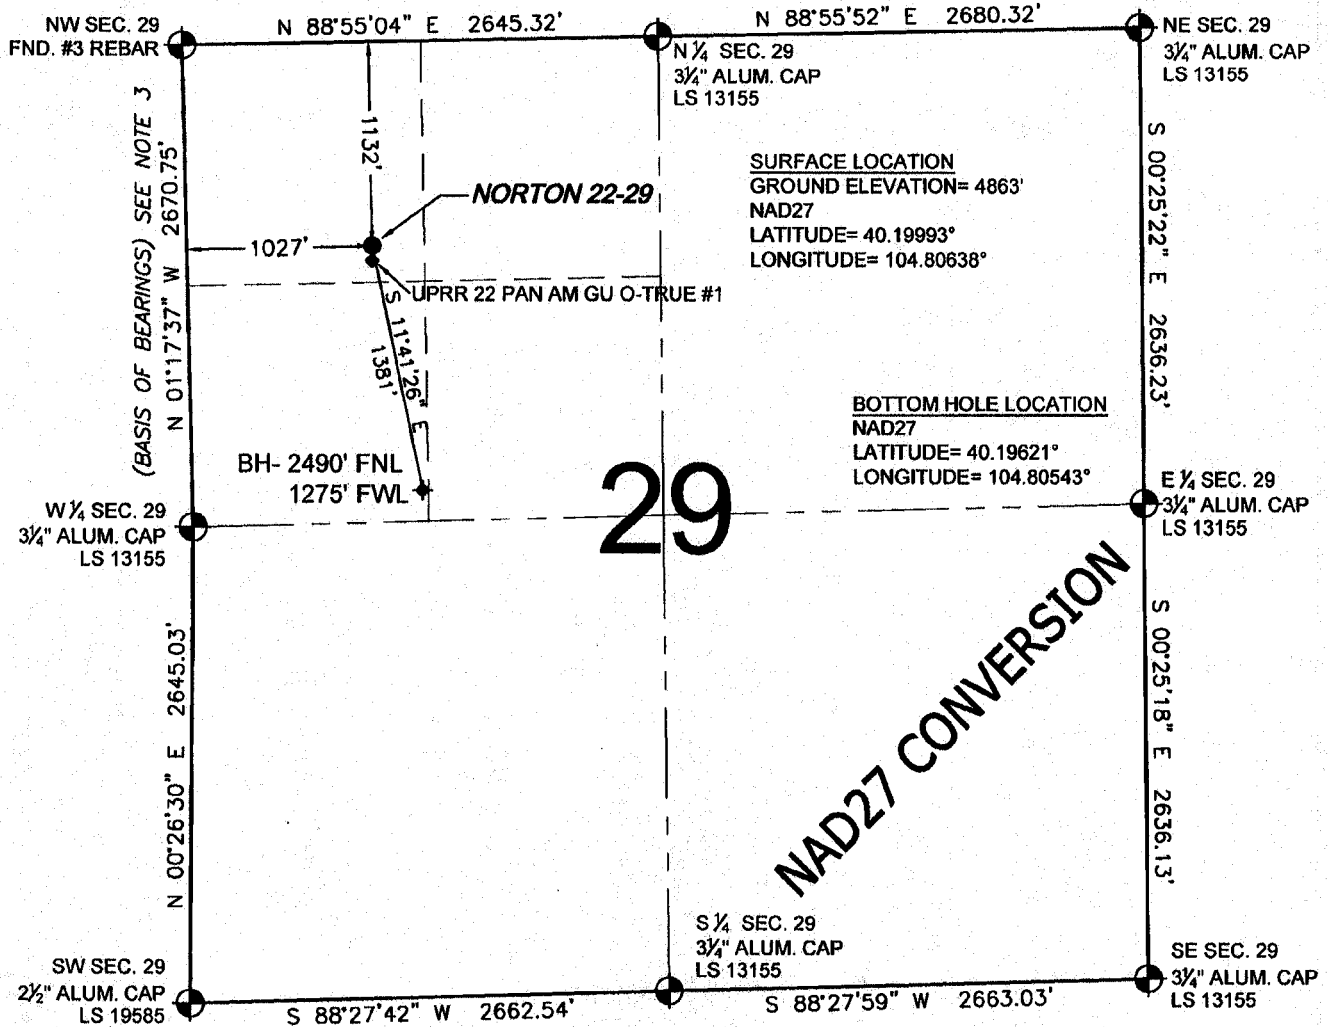 NW SEC. 29
FND. #3 REBAR
N 88°55'04" E 2645.32'
N ¼ SEC. 29
3¼" ALUM. CAP
LS 13155
N 88°55'52" E 2680.32'
NE SEC. 29
3¼" ALUM. CAP
LS 13155
(BASIS OF BEARINGS) SEE NOTE 3
N 01°17'37" W 2670.75'
1132'
NORTON 22-29
1027'
UPRR 22 PAN AM GU O-TRUE #1
S 11°41'26" E
1381'
BH- 2490' FNL
1275' FWL
SURFACE LOCATION
GROUND ELEVATION= 4863'
NAD27
LATITUDE= 40.19993°
LONGITUDE= 104.80638°
S 00°25'22" E 2636.23'
BOTTOM HOLE LOCATION
NAD27
LATITUDE= 40.19621°
LONGITUDE= 104.80543°
29
W ¼ SEC. 29
3¼" ALUM. CAP
LS 13155
E ¼ SEC. 29
3¼" ALUM. CAP
LS 13155
NAD27 CONVERSION
N 00°26'30" E 2645.03'
S 00°25'18" E 2636.13'
SW SEC. 29
2½" ALUM. CAP
LS 19585
S 88°27'42" W 2662.54'
S ¼ SEC. 29
3¼" ALUM. CAP
LS 13155
S 88°27'59" W 2663.03'
SE SEC. 29
3¼" ALUM. CAP
LS 13155